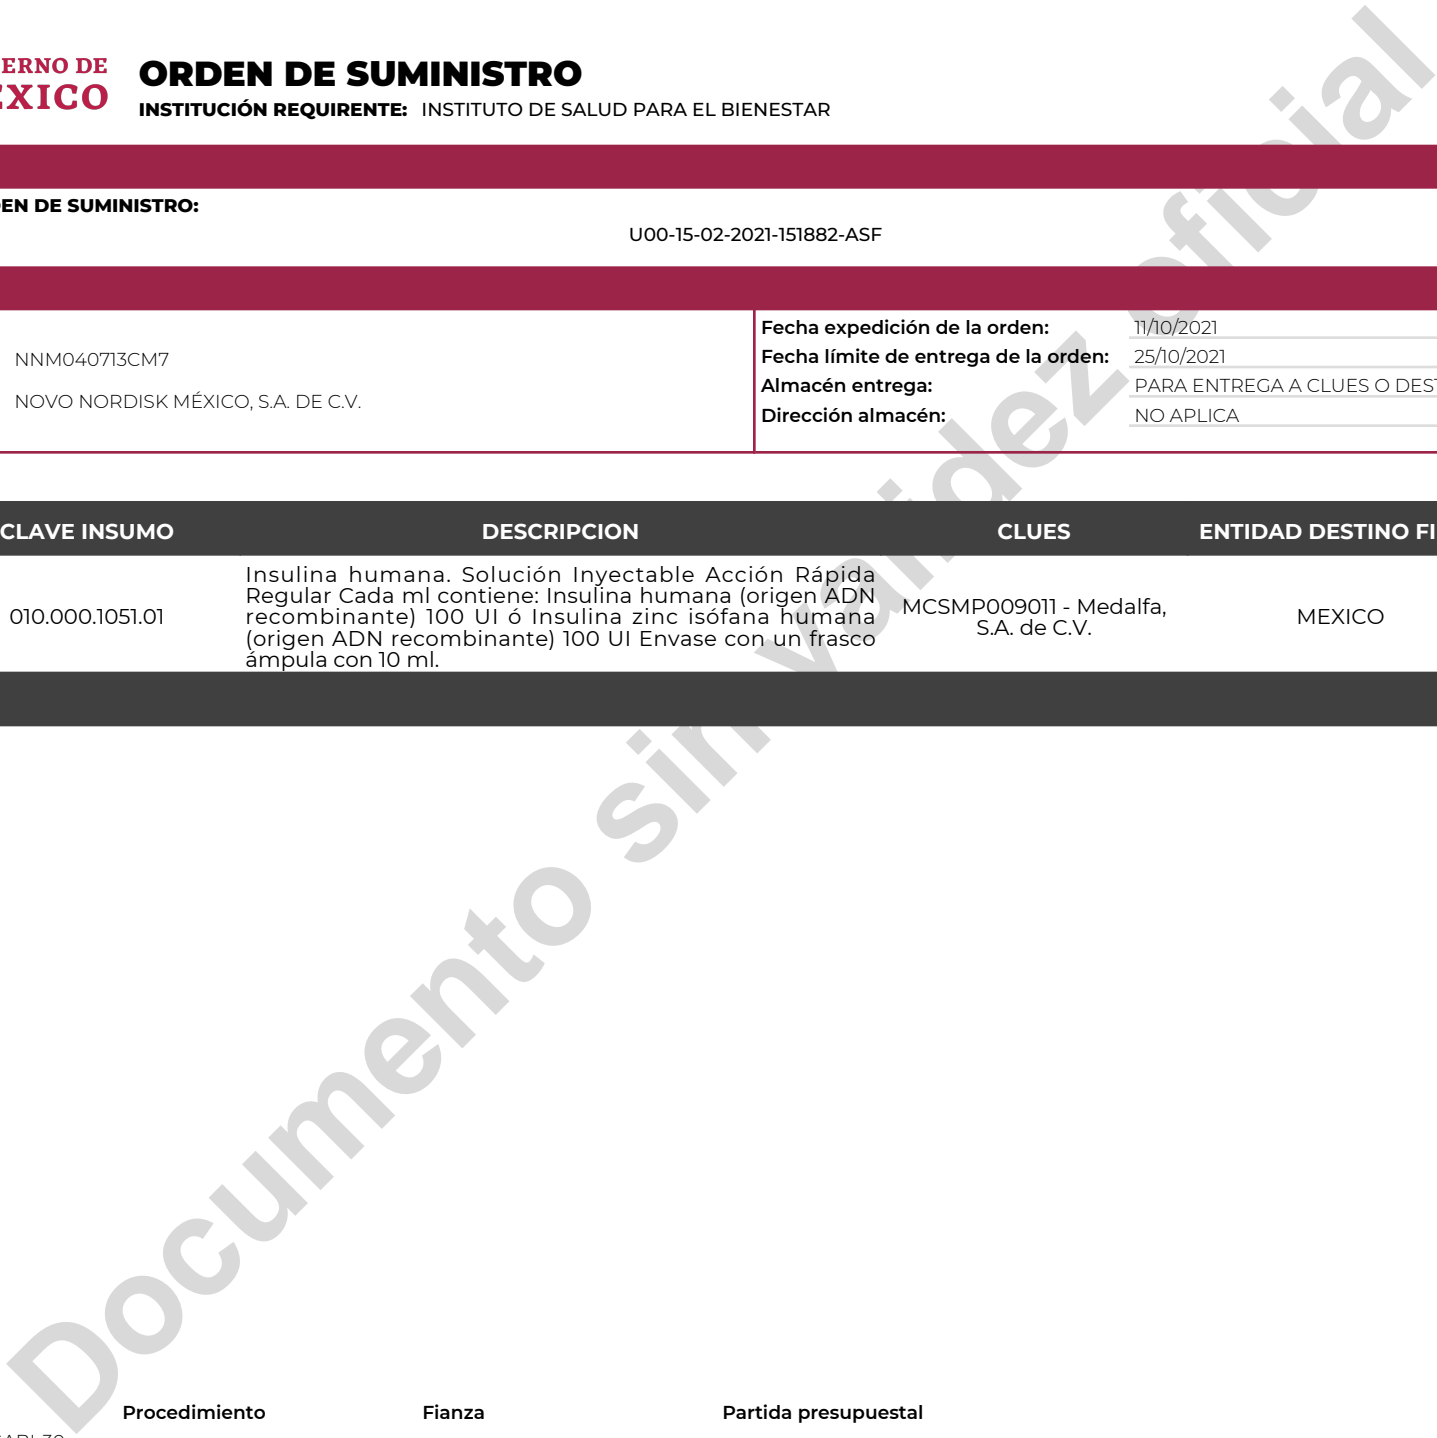 ERNO DE
EXICO
ORDEN DE SUMINISTRO
INSTITUCIÓN REQUIRENTE: INSTITUTO DE SALUD PARA EL BIENESTAR
EN DE SUMINISTRO:
U00-15-02-2021-151882-ASF
NNM040713CM7
NOVO NORDISK MÉXICO, S.A. DE C.V.
Fecha expedición de la orden: 11/10/2021
Fecha límite de entrega de la orden: 25/10/2021
Almacén entrega: PARA ENTREGA A CLUES O DEST
Dirección almacén: NO APLICA
CLAVE INSUMO DESCRIPCION CLUES ENTIDAD DESTINO FI
010.000.1051.01
Insulina humana. Solución Inyectable Acción Rápida
Regular Cada ml contiene: Insulina humana (origen ADN
recombinante) 100 UI ó Insulina zinc isófana humana
(origen ADN recombinante) 100 UI Envase con un frasco
ámpula con 10 ml.
MCSMP009011 - Medalfa,
S.A. de C.V.
MEXICO
Documento sin validez oficial
Procedimiento Fianza Partida presupuestal